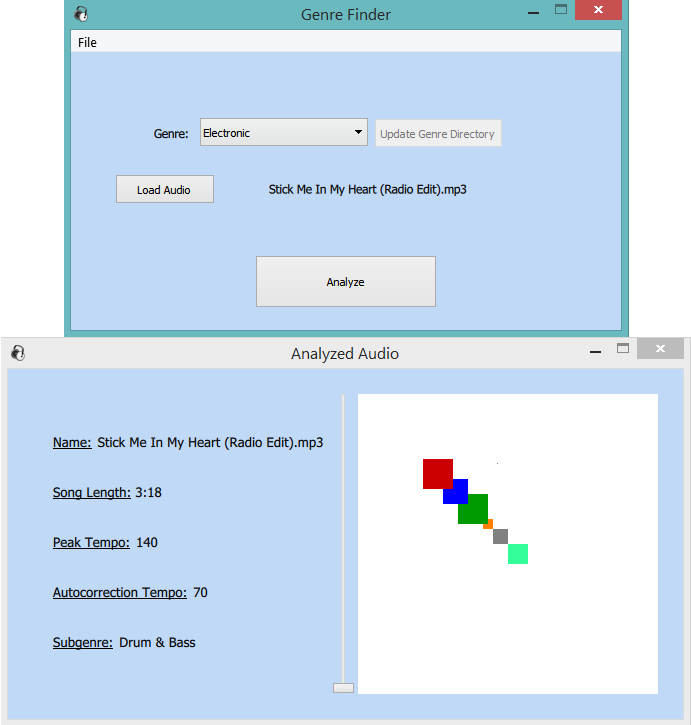 Genre Finder
File
Genre: Electronic Update Genre Directory
Load Audio Stick Me In My Heart (Radio Edit).mp3
Analyze
Analyzed Audio
Name: Stick Me In My Heart (Radio Edit).mp3
Song Length: 3:18
Peak Tempo: 140
Autocorrection Tempo: 70
Subgenre: Drum & Bass